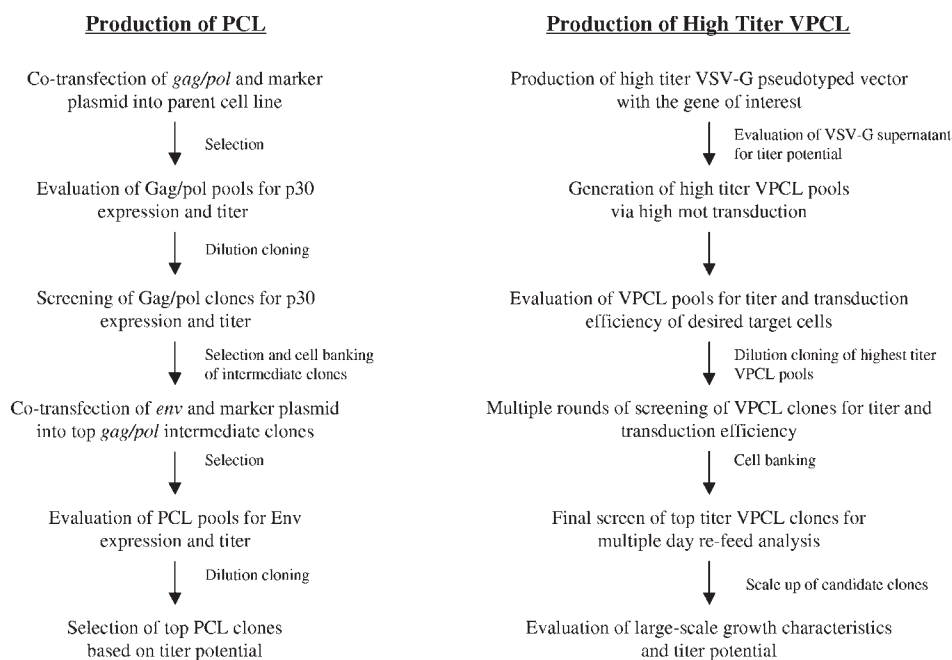 Production of PCL
Co-transfection of gag/pol and marker
plasmid into parent cell line
Selection
Evaluation of Gag/pol pools for p30
expression and titer
Dilution cloning
Screening of Gag/pol clones for p30
expression and titer
Selection and cell banking
of intermediate clones
Co-transfection of env and marker plasmid
into top gag/pol intermediate clones
Selection
Evaluation of PCL pools for Env
expression and titer
Dilution cloning
Selection of top PCL clones
based on titer potential
Production of High Titer VPCL
Production of high titer VSV-G pseudotyped vector
with the gene of interest
Evaluation of VSV-G supernatant
for titer potential
Generation of high titer VPCL pools
via high mot transduction
Evaluation of VPCL pools for titer and transduction
efficiency of desired target cells
Dilution cloning of highest titer
VPCL pools
Multiple rounds of screening of VPCL clones for titer and
transduction efficiency
Cell banking
Final screen of top titer VPCL clones for
multiple day re-feed analysis
Scale up of candidate clones
Evaluation of large-scale growth characteristics
and titer potential